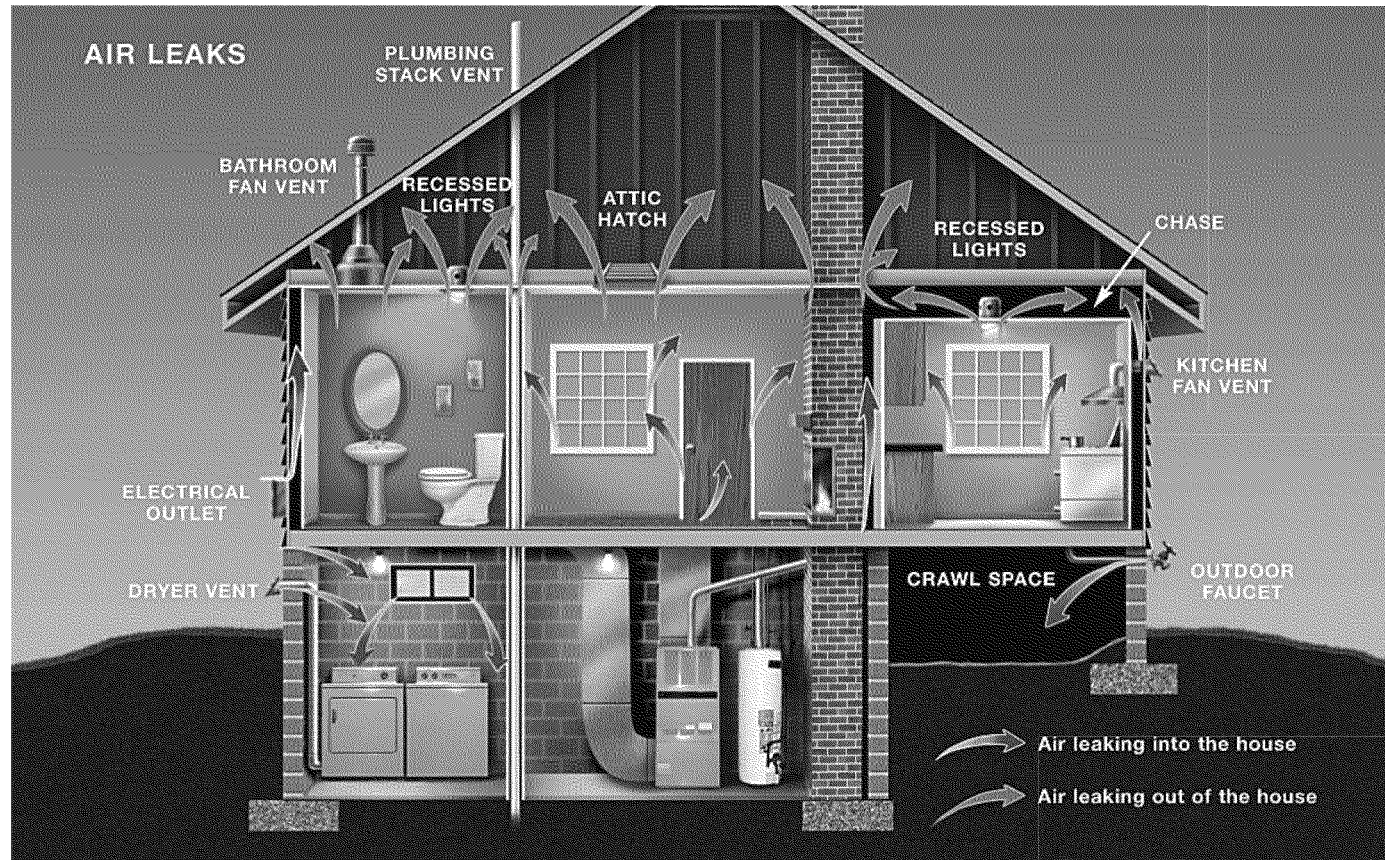 AIR LEAKS
PLUMBING
STACK VENT
BATHROOM
FAN VENT
RECESSED
LIGHTS
ATTIC
HATCH
RECESSED
LIGHTS
CHASE
KITCHEN
FAN VENT
ELECTRICAL
OUTLET
DRYER VENT
CRAWL SPACE
OUTDOOR
FAUCET
Air leaking into the house
Air leaking out of the house